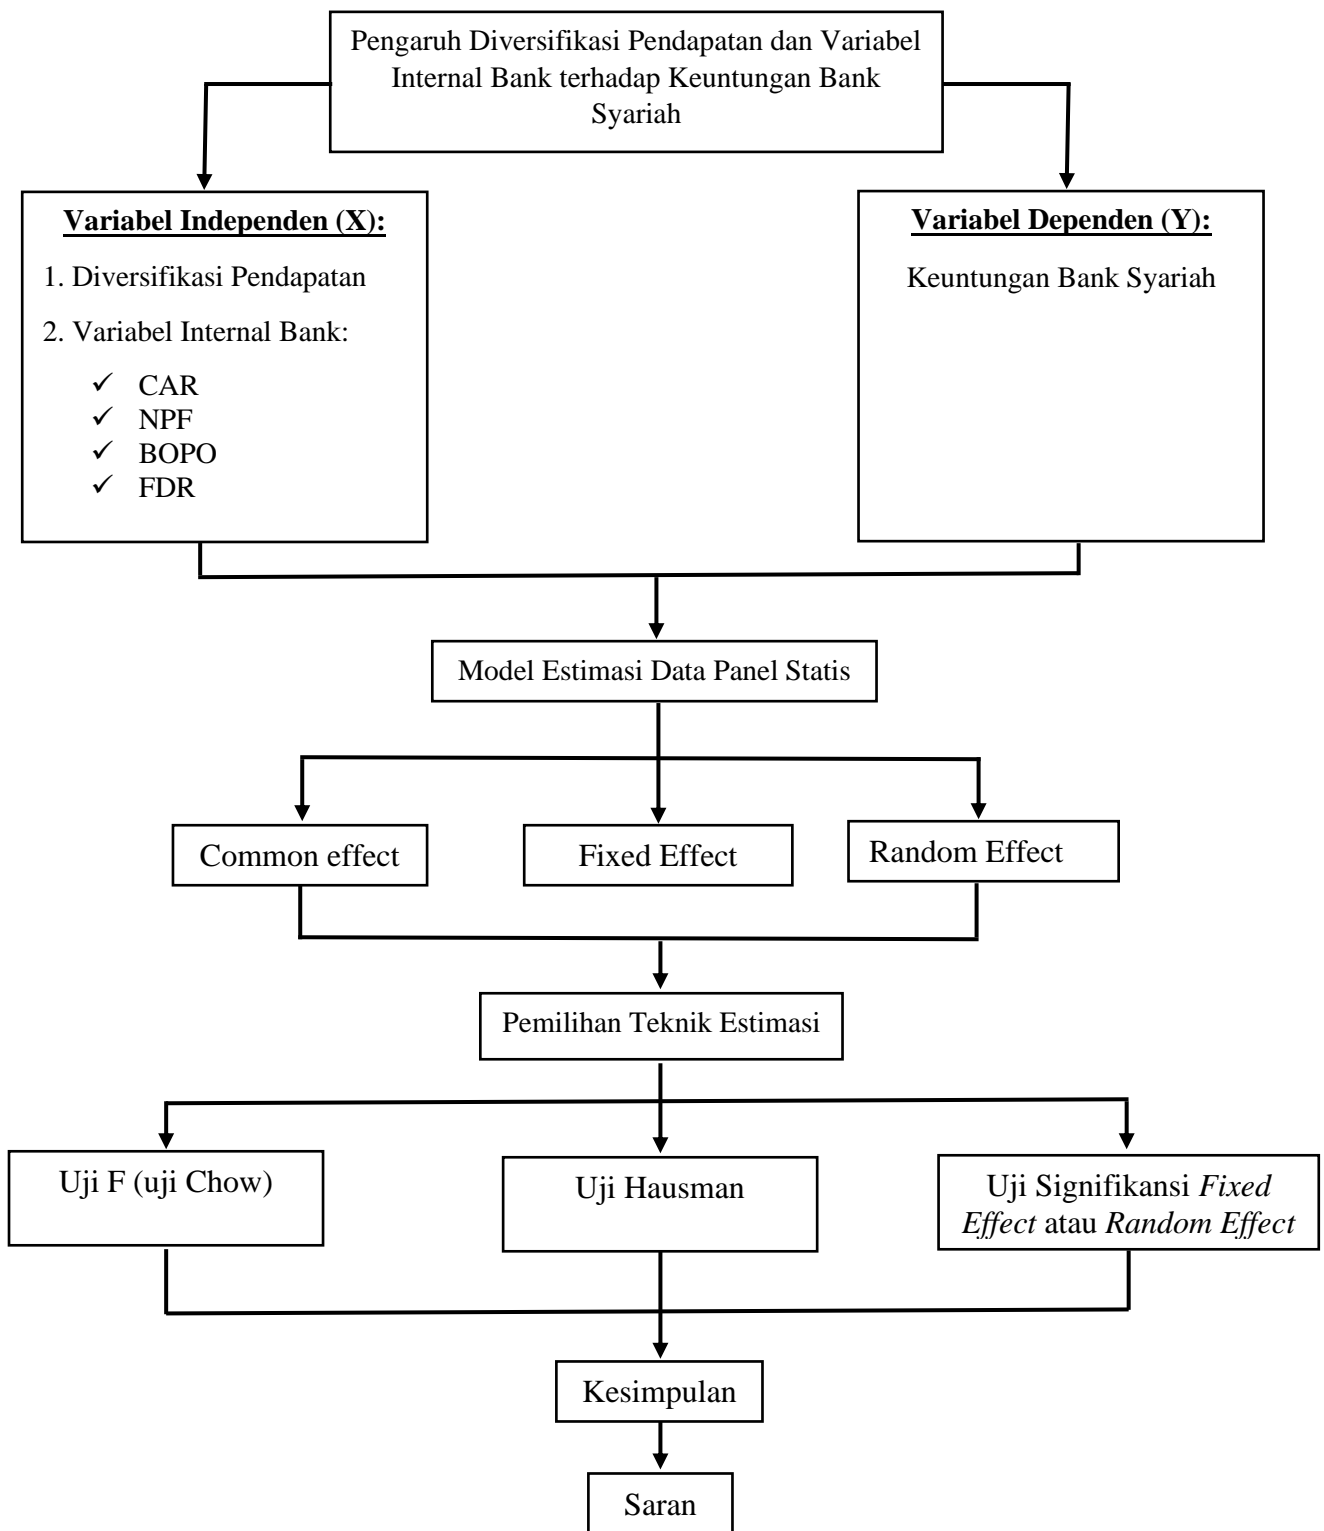 Pengaruh Diversifikasi Pendapatan dan Variabel
Internal Bank terhadap Keuntungan Bank
Syariah
Variabel Independen (X):
1. Diversifikasi Pendapatan
2. Variabel Internal Bank:
✓ CAR
✓ NPF
✓ BOPO
✓ FDR
Variabel Dependen (Y):
Keuntungan Bank Syariah
Model Estimasi Data Panel Statis
Common effect
Fixed Effect
Random Effect
Pemilihan Teknik Estimasi
Uji F (uji Chow)
Uji Hausman
Uji Signifikansi Fixed
Effect atau Random Effect
Kesimpulan
Saran